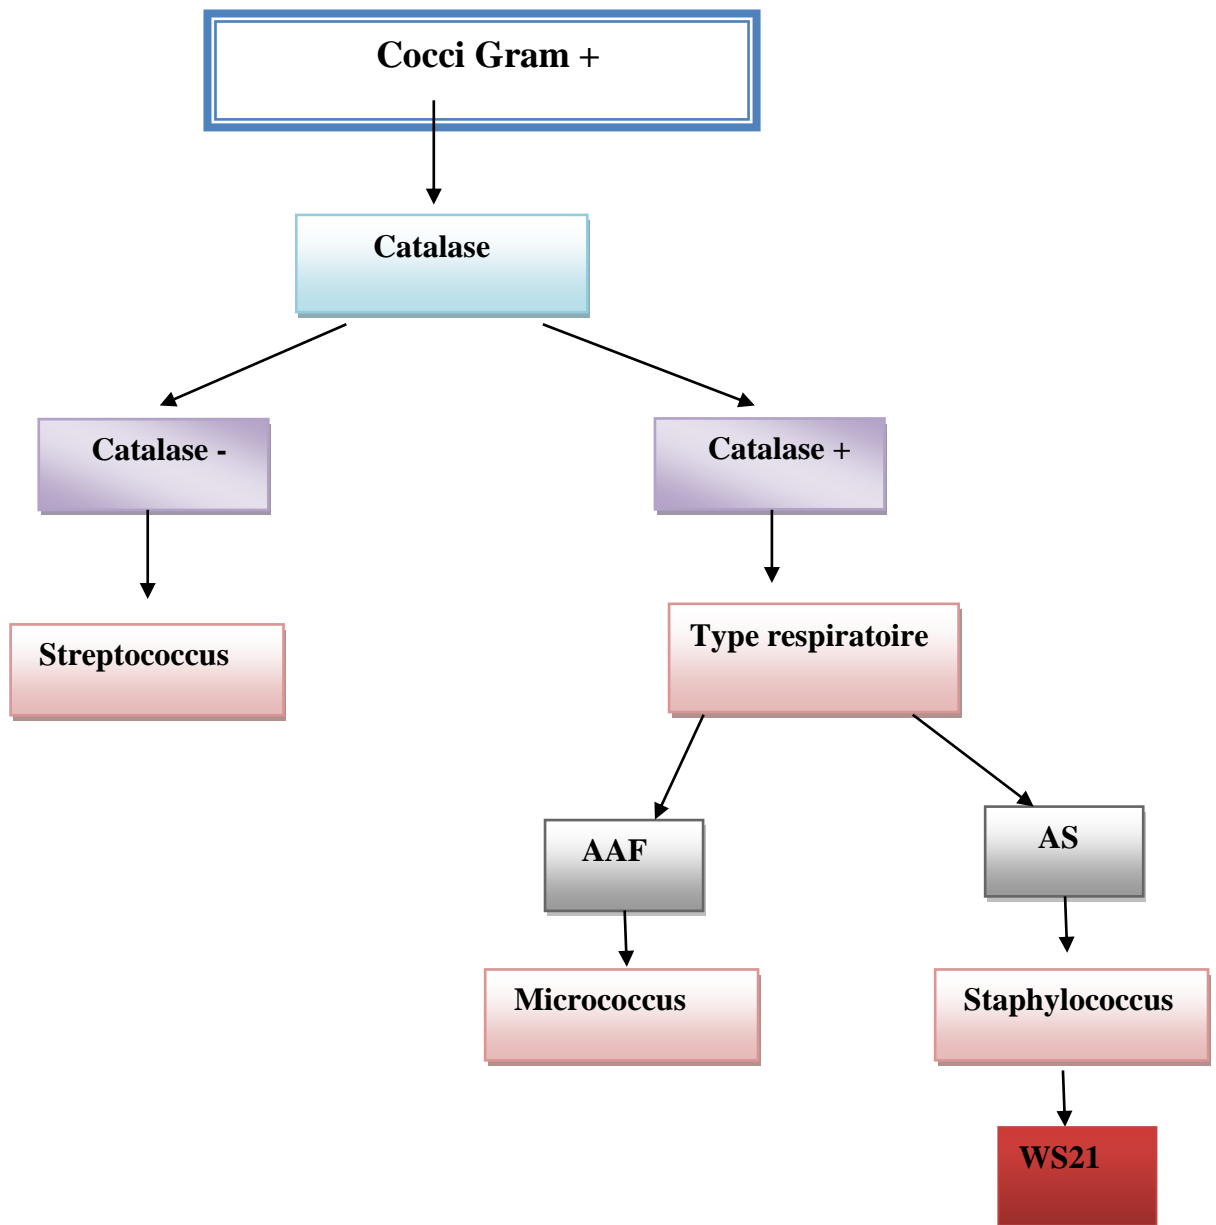 Cocci Gram +
Catalase
Catalase -
Catalase +
Streptococcus
Type respiratoire
AAF
AS
Micrococcus
Staphylococcus
WS21